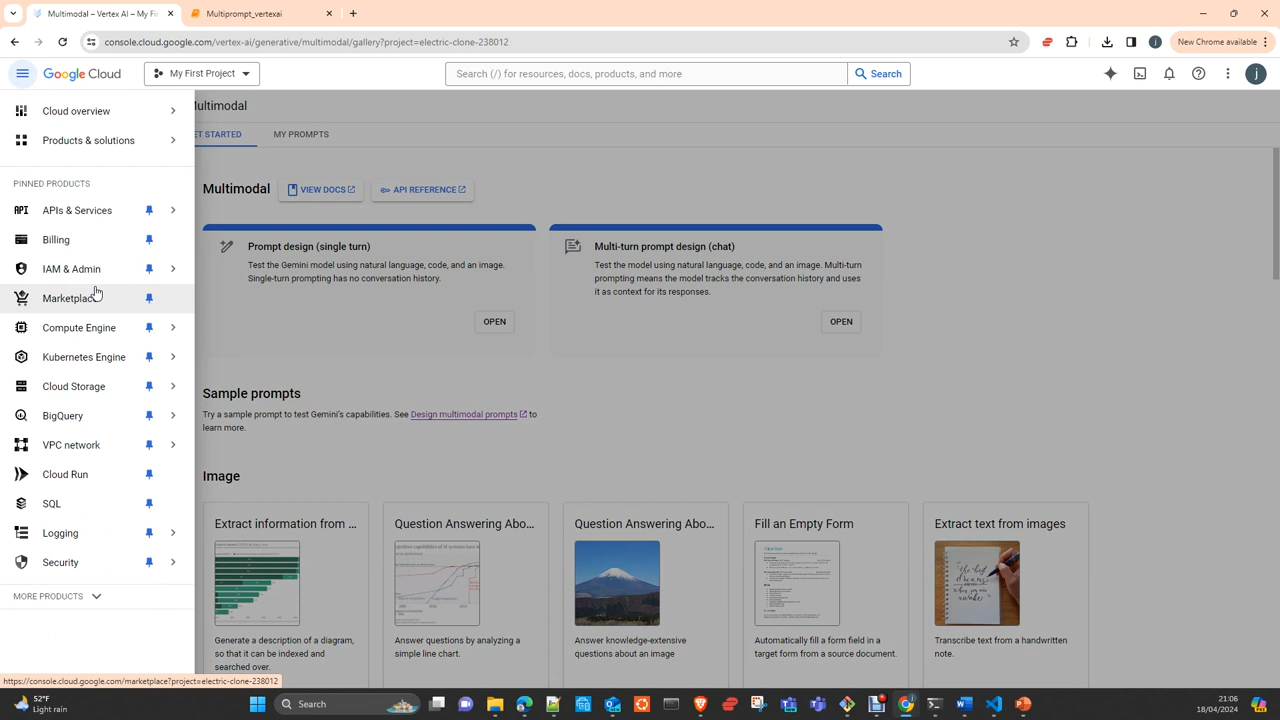 Multimodal – Vertex AI – My Fi
Multiprompt_vertexai
console.cloud.google.com/vertex-ai/generative/multimodal/gallery?project=electric-clone-238012
New Chrome available
Google Cloud
My First Project
Search (/) for resources, docs, products, and more
Search
j
Cloud overview
Products & solutions
PINNED PRODUCTS
APIs & Services
Billing
IAM & Admin
Marketplace
Compute Engine
Kubernetes Engine
Cloud Storage
BigQuery
VPC network
Cloud Run
SQL
Logging
Security
MORE PRODUCTS
ultimodal
ET STARTED
MY PROMPTS
Multimodal
VIEW DOCS
API REFERENCE
Prompt design (single turn)
Test the Gemini model using natural language, code, and an image.
Single-turn prompting has no conversation history.
OPEN
Multi-turn prompt design (chat)
Test the Gemini model using natural language, code, and an image. Multi-
turn prompting means the model tracks the conversation history and uses
it as context for its responses.
OPEN
Sample prompts
Try a sample prompt to test Gemini's capabilities. See Design multimodal prompts to
learn more.
Image
Extract information from ...
Generate a description of a diagram,
so that it can be indexed and
searched over.
Question Answering Abo...
Answer questions by analyzing a
simple line chart.
Question Answering Abo...
Answer knowledge-extensive
questions about an image
Fill an Empty Form
Automatically fill a form field in a
target form from a source document.
Extract text from images
Transcribe text from a handwritten
note.
https://console.cloud.google.com/marketplace?project=electric-clone-238012
52°F
Light rain
Search
21:06
18/04/2024